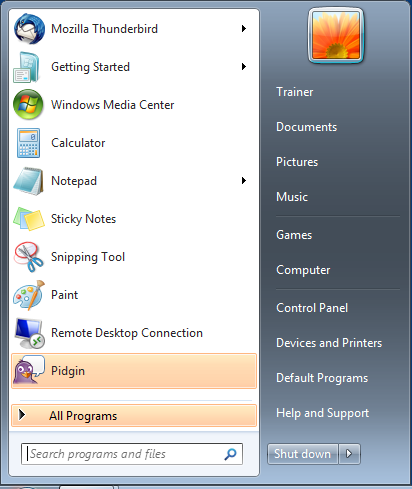 Mozilla Thunderbird
Getting Started
Windows Media Center
Calculator
Notepad
Sticky Notes
Snipping Tool
Paint
Remote Desktop Connection
Pidgin
All Programs
Search programs and files
Trainer
Documents
Pictures
Music
Games
Computer
Control Panel
Devices and Printers
Default Programs
Help and Support
Shut down